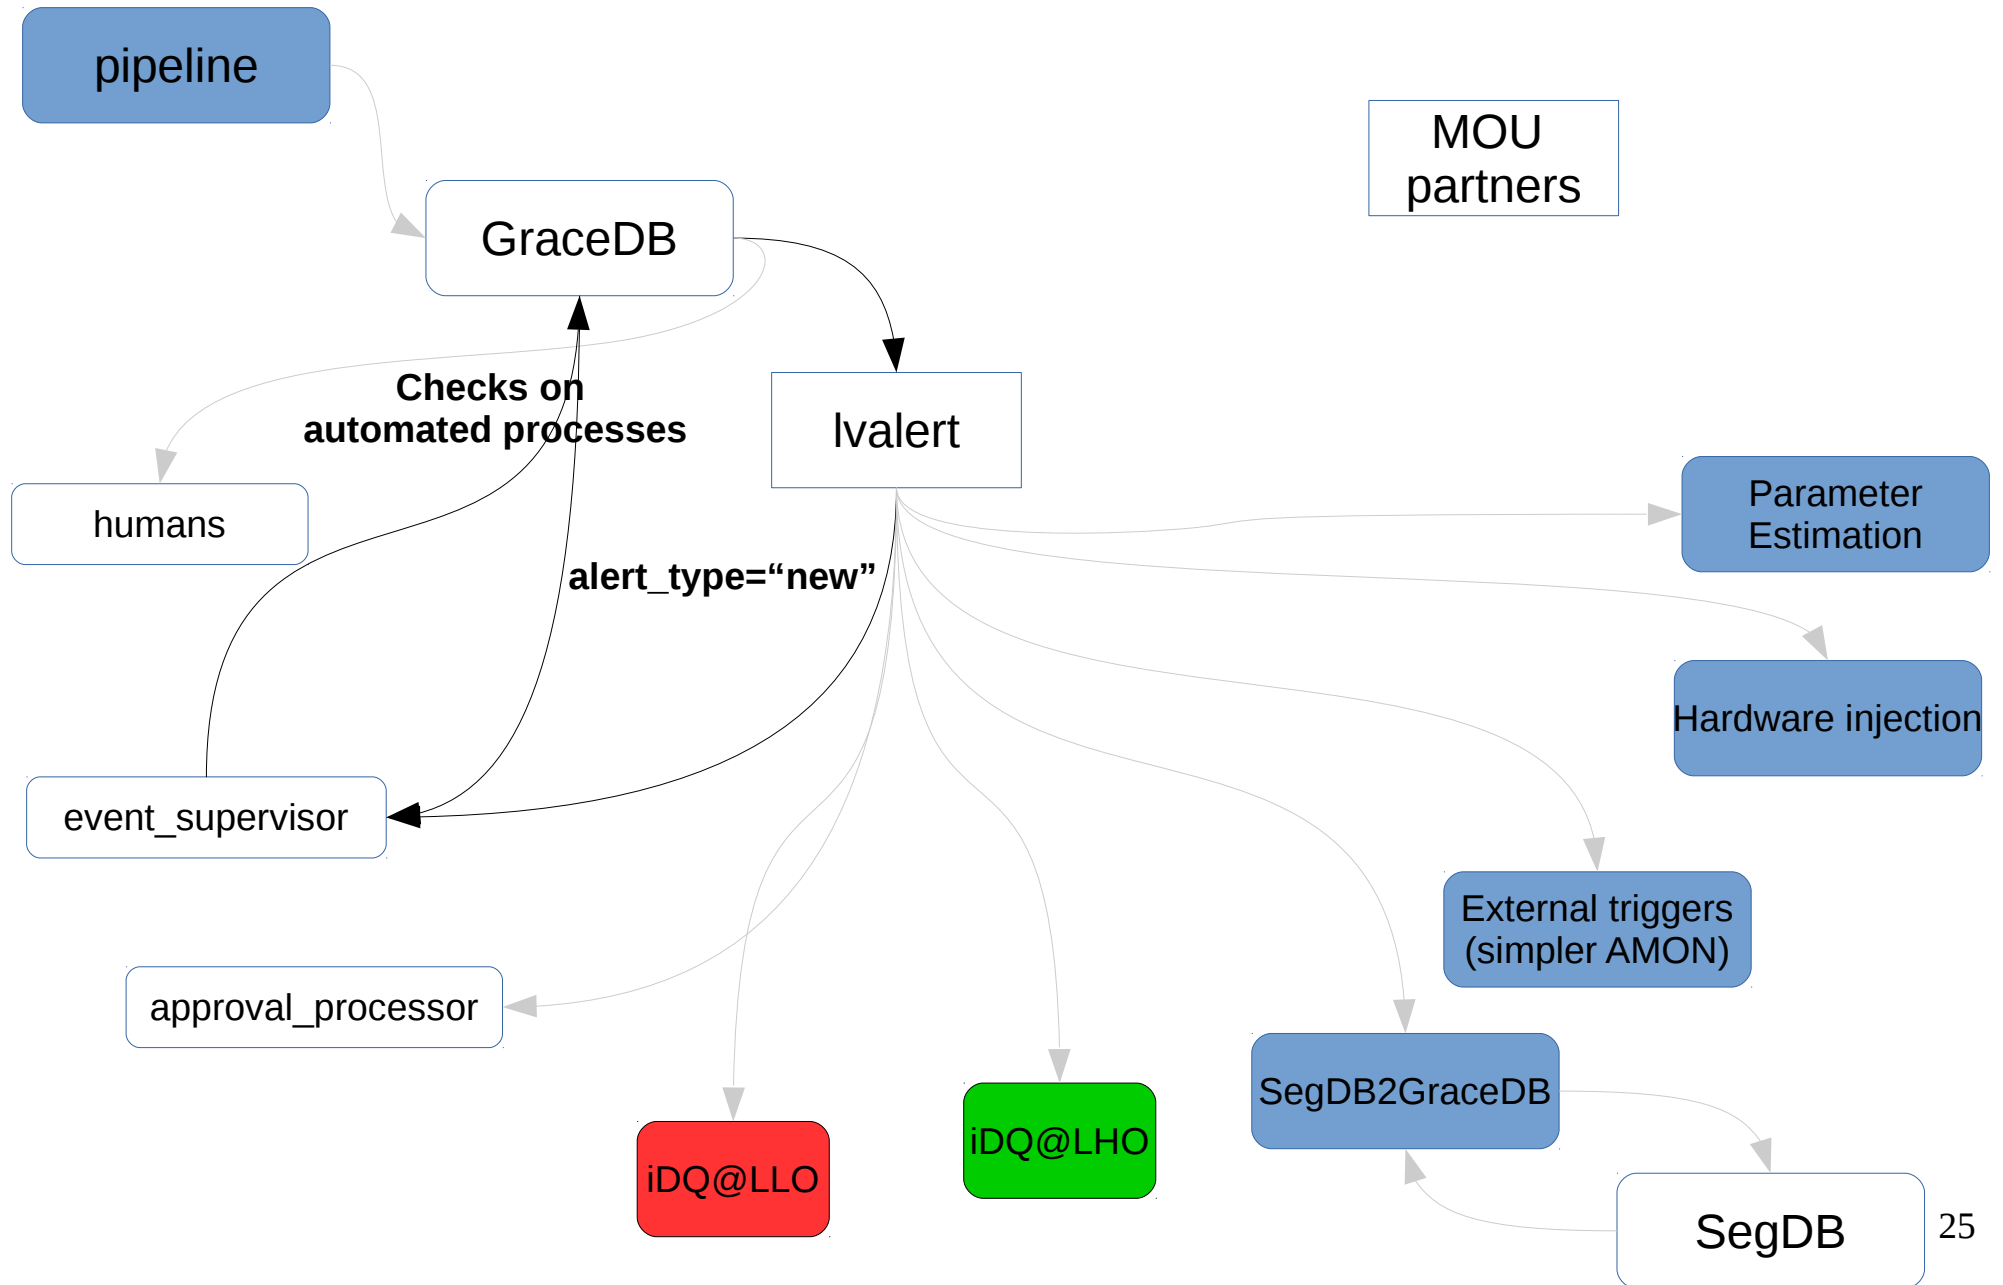 pipeline
MOU
partners
GraceDB
Checks on
automated processes
lvalert
humans
Parameter
Estimation
alert_type=“new”
Hardware injection
event_supervisor
External triggers
(simpler AMON)
approval_processor
SegDB2GraceDB
iDQ@LHO
iDQ@LLO
SegDB
25